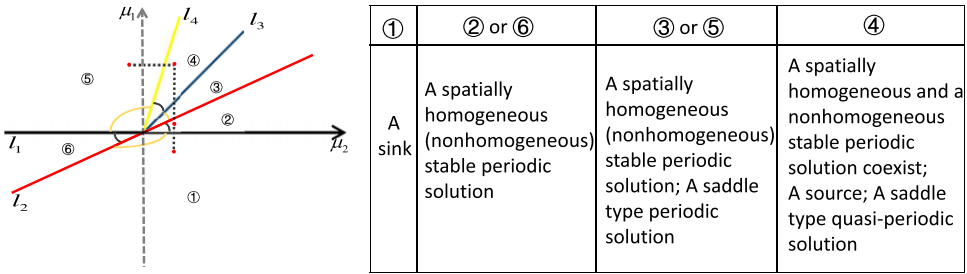 μ₁
l₄
l₃
④
⑤
③
②
l₁
⑥
μ₂
l₂
①
① ② or ⑥ ③ or ⑤ ④
A
sink
A spatially
homogeneous
(nonhomogeneous)
stable periodic
solution
A spatially
homogeneous
(nonhomogeneous)
stable periodic
solution; A saddle
type periodic
solution
A spatially
homogeneous and a
nonhomogeneous
stable periodic
solution coexist;
A source; A saddle
type quasi-periodic
solution